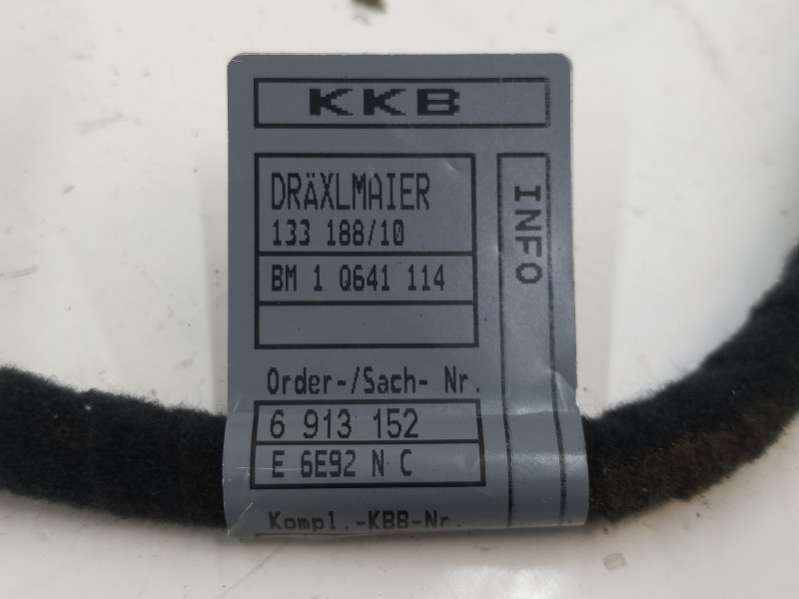 KKB
DRÄXLMAIER
133 188/10
BM 1 Q641 114
INFO
Order-/Sach- Nr.
6 913 152
E 6E92 N C
Kompl.-KBB-Nr.